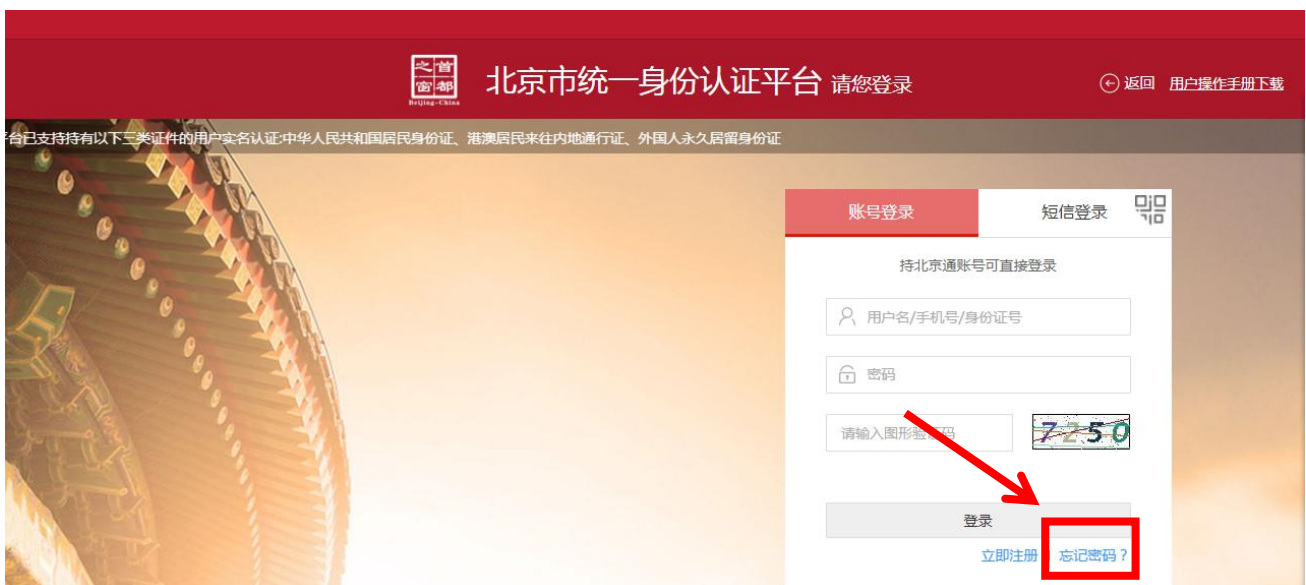 首都之窗
Beijing-China
北京市统一身份认证平台 请您登录
返回 用户操作手册下载
台已支持持有以下三类证件的用户实名认证:中华人民共和国居民身份证、港澳居民来往内地通行证、外国人永久居留身份证
账号登录 短信登录
持北京通账号可直接登录
用户名/手机号/身份证号
密码
请输入图形验证码 7250
登录
立即注册 忘记密码?